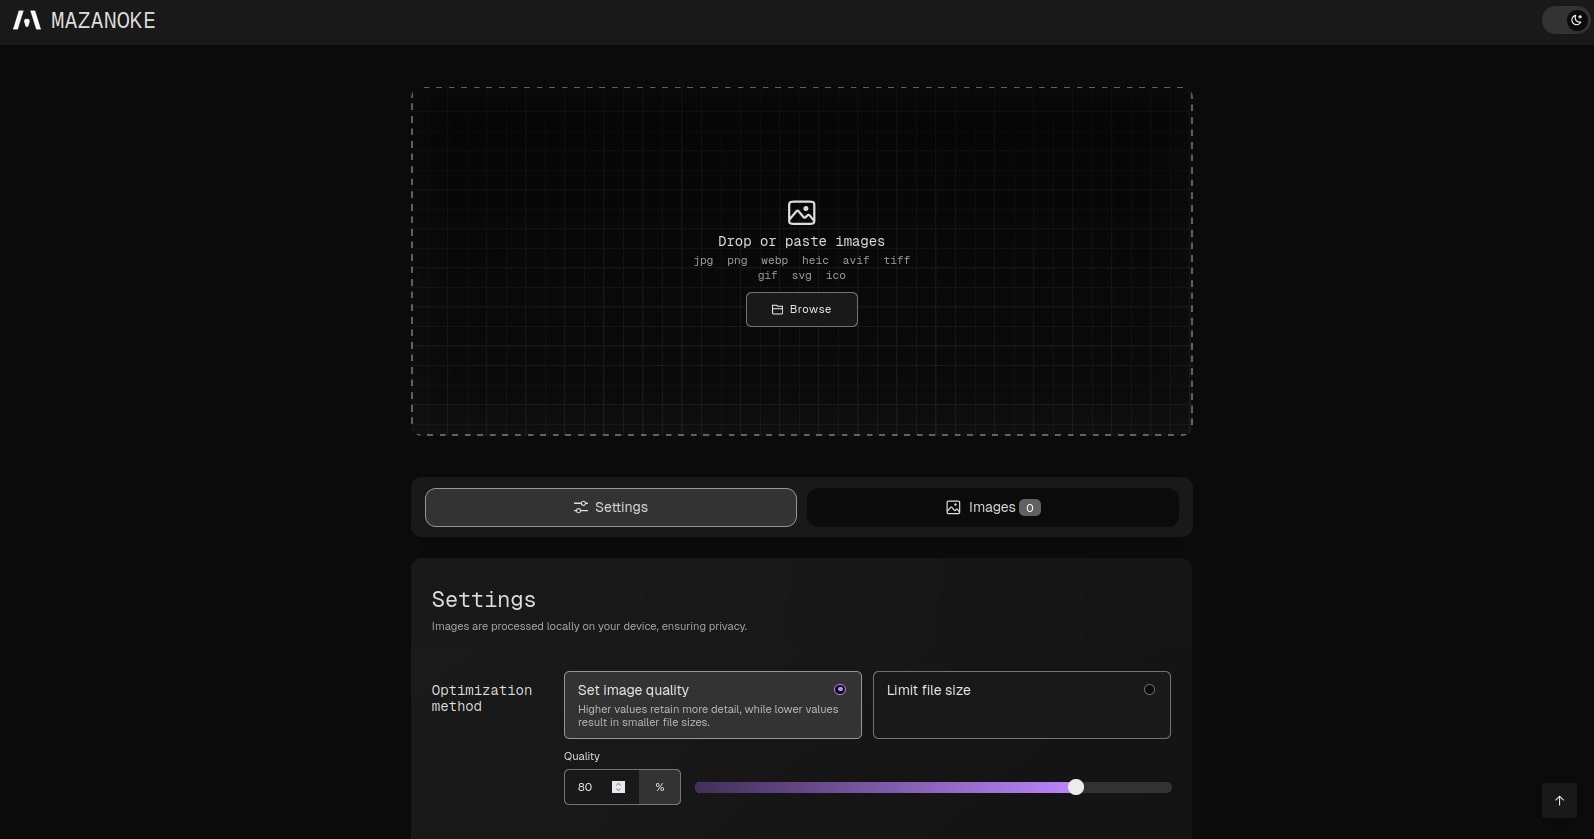 MAZANOKE
Drop or paste images
jpg png webp heic avif tiff
gif svg ico
Browse
Settings
Images 0
Settings
Images are processed locally on your device, ensuring privacy.
Optimization
method
Set image quality
Higher values retain more detail, while lower values
result in smaller file sizes.
Limit file size
Quality
80 %